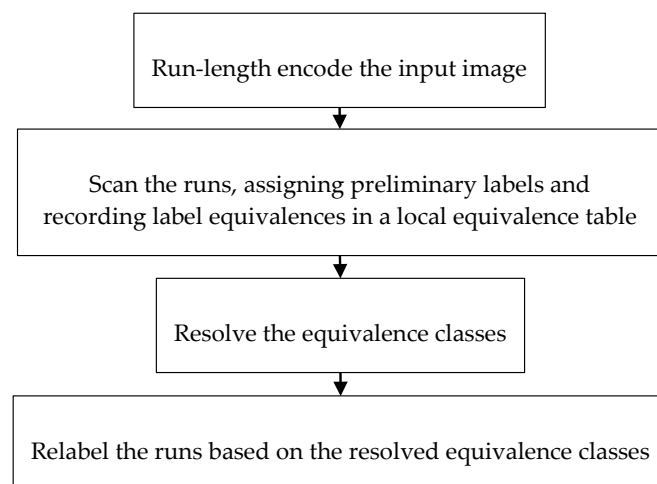 Run-length encode the input image
Scan the runs, assigning preliminary labels and
recording label equivalences in a local equivalence table
Resolve the equivalence classes
Relabel the runs based on the resolved equivalence classes